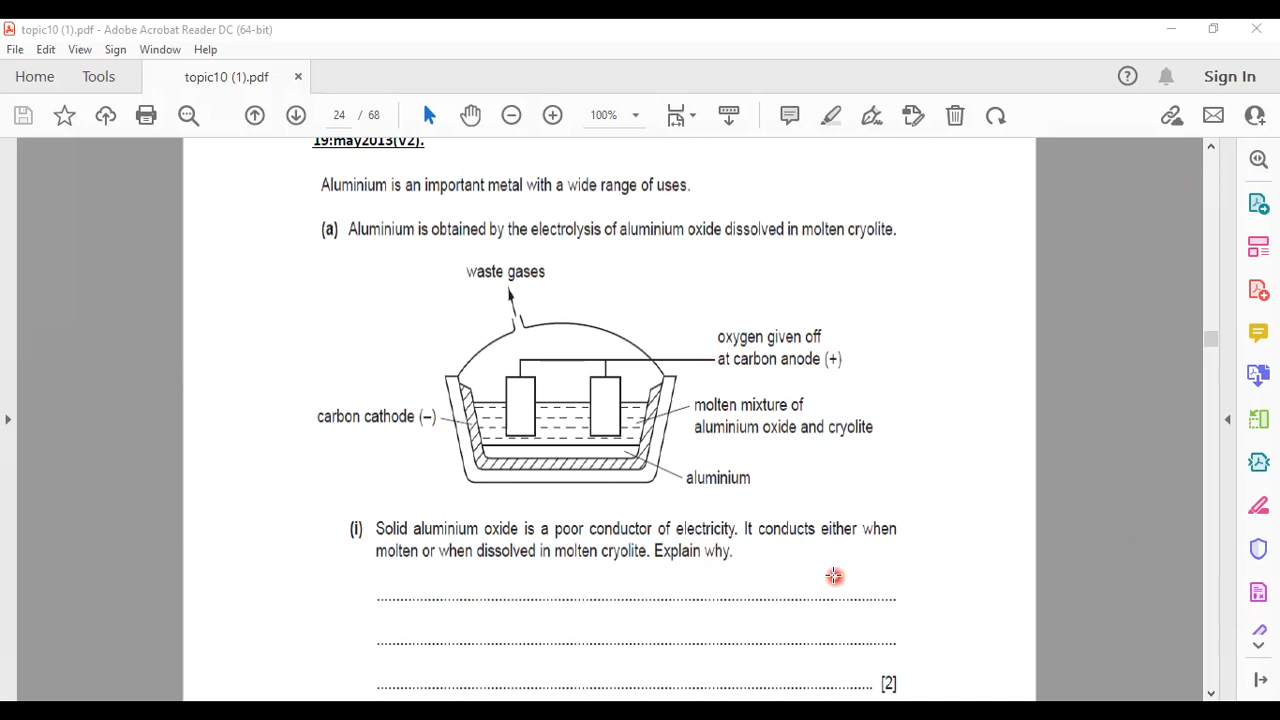 topic10 (1).pdf - Adobe Acrobat Reader DC (64-bit)
File Edit View Sign Window Help
Home Tools topic10 (1).pdf × Sign In
24 / 68 100%
19:may2013(v2).
Aluminium is an important metal with a wide range of uses.
(a) Aluminium is obtained by the electrolysis of aluminium oxide dissolved in molten cryolite.
waste gases
oxygen given off
at carbon anode (+)
carbon cathode (–)
molten mixture of
aluminium oxide and cryolite
aluminium
(i) Solid aluminium oxide is a poor conductor of electricity. It conducts either when
molten or when dissolved in molten cryolite. Explain why.
[2]